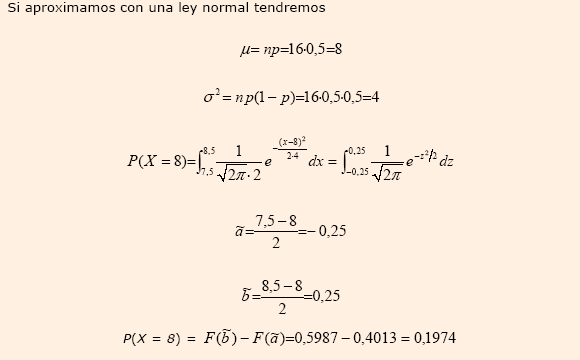 Si aproximamos con una ley normal tendremos
μ= np=16·0,5=8
σ² = np(1− p)=16·0,5·0,5=4
P(X = 8)=∫_{7,5}^{8,5} 1/(√(2π)·2) e^{−(x−8)²/(2·4)} dx = ∫_{−0,25}^{0,25} 1/√(2π) e^{−z²/2} dz
ã=(7,5−8)/2=−0,25
b̃=(8,5−8)/2=0,25
P(X = 8) = F(b̃)−F(ã)=0,5987−0,4013 = 0,1974